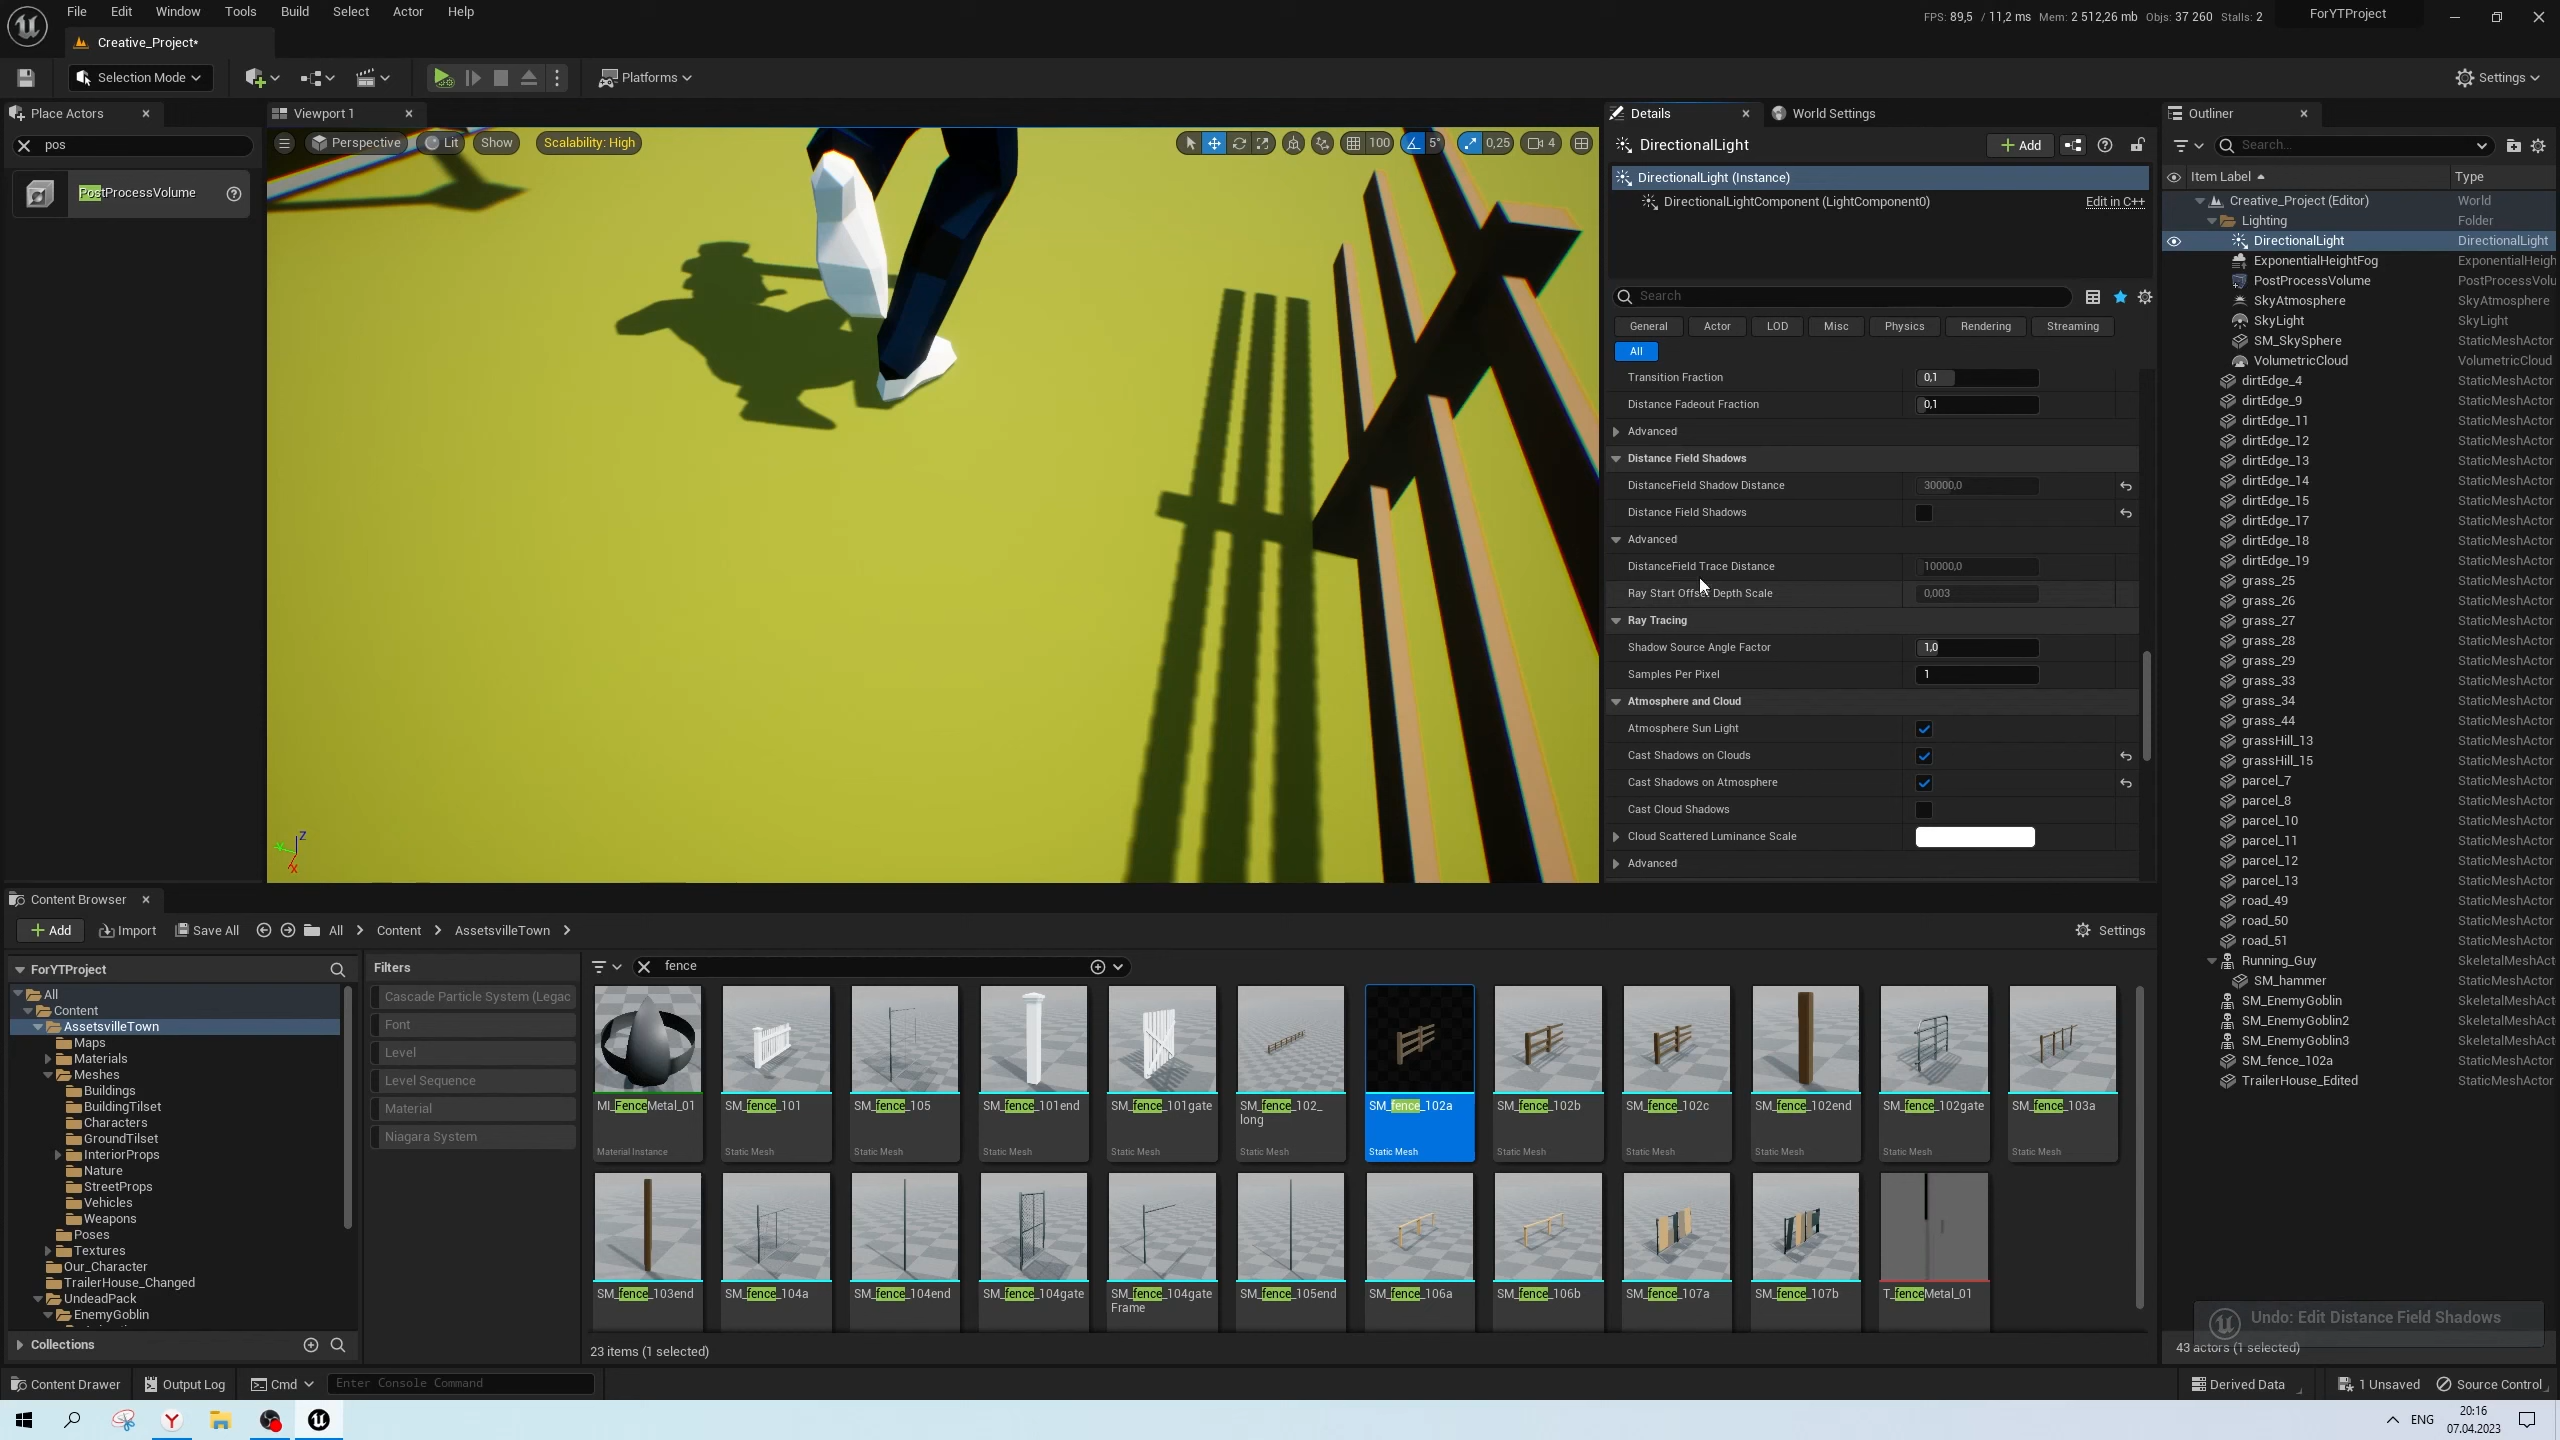 File Edit Window Tools Build Select Actor Help
FPS: 89,5 / 11,2 ms Mem: 2 512,26 mb Objs: 37 260 Stalls: 2
ForYTProject
Creative_Project*
Selection Mode
Platforms
Settings
Place Actors
pos
PostProcessVolume
Viewport 1
Perspective Lit Show Scalability: High
100 5° 0,25 4
Z
Details
World Settings
DirectionalLight
Add
DirectionalLight (Instance)
DirectionalLightComponent (LightComponent0)
Edit in C++
Search
General Actor LOD Misc Physics Rendering Streaming
All
Transition Fraction 0,1
Distance Fadeout Fraction 0,1
Advanced
Distance Field Shadows
DistanceField Shadow Distance 30000,0
Distance Field Shadows
Advanced
DistanceField Trace Distance 10000,0
Ray Start Offset Depth Scale 0,003
Ray Tracing
Shadow Source Angle Factor 1,0
Samples Per Pixel 1
Atmosphere and Cloud
Atmosphere Sun Light
Cast Shadows on Clouds
Cast Shadows on Atmosphere
Cast Cloud Shadows
Cloud Scattered Luminance Scale
Advanced
Outliner
Search...
Item Label Type
Creative_Project (Editor) World
Lighting Folder
DirectionalLight DirectionalLight
ExponentialHeightFog ExponentialHeigh
PostProcessVolume PostProcessVolu
SkyAtmosphere SkyAtmosphere
SkyLight SkyLight
SM_SkySphere StaticMeshActor
VolumetricCloud VolumetricCloud
dirtEdge_4 StaticMeshActor
dirtEdge_9 StaticMeshActor
dirtEdge_11 StaticMeshActor
dirtEdge_12 StaticMeshActor
dirtEdge_13 StaticMeshActor
dirtEdge_14 StaticMeshActor
dirtEdge_15 StaticMeshActor
dirtEdge_17 StaticMeshActor
dirtEdge_18 StaticMeshActor
dirtEdge_19 StaticMeshActor
grass_25 StaticMeshActor
grass_26 StaticMeshActor
grass_27 StaticMeshActor
grass_28 StaticMeshActor
grass_29 StaticMeshActor
grass_33 StaticMeshActor
grass_34 StaticMeshActor
grass_44 StaticMeshActor
grassHill_13 StaticMeshActor
grassHill_15 StaticMeshActor
parcel_7 StaticMeshActor
parcel_8 StaticMeshActor
parcel_10 StaticMeshActor
parcel_11 StaticMeshActor
parcel_12 StaticMeshActor
parcel_13 StaticMeshActor
road_49 StaticMeshActor
road_50 StaticMeshActor
road_51 StaticMeshActor
Running_Guy SkeletalMeshAct
SM_hammer StaticMeshActor
SM_EnemyGoblin SkeletalMeshAct
SM_EnemyGoblin2 SkeletalMeshAct
SM_EnemyGoblin3 SkeletalMeshAct
SM_fence_102a StaticMeshActor
TrailerHouse_Edited StaticMeshActor
Undo: Edit Distance Field Shadows
43 actors (1 selected)
Content Browser
Add Import Save All All Content AssetsvilleTown
Settings
ForYTProject
All
Content
AssetsvilleTown
Maps
Materials
Meshes
Buildings
BuildingTilset
Characters
GroundTilset
InteriorProps
Nature
StreetProps
Vehicles
Weapons
Poses
Textures
Our_Character
TrailerHouse_Changed
UndeadPack
EnemyGoblin
Collections
Filters
Cascade Particle System (Legac
Font
Level
Level Sequence
Material
Niagara System
fence
MI_FenceMetal_01 SM_fence_101 SM_fence_105 SM_fence_101end SM_fence_101gate SM_fence_102_ SM_fence_102a SM_fence_102b SM_fence_102c SM_fence_102end SM_fence_102gate SM_fence_103a
long
Material Instance Static Mesh Static Mesh Static Mesh Static Mesh Static Mesh Static Mesh Static Mesh Static Mesh Static Mesh Static Mesh Static Mesh
SM_fence_103end SM_fence_104a SM_fence_104end SM_fence_104gate SM_fence_104gate SM_fence_105end SM_fence_106a SM_fence_106b SM_fence_107a SM_fence_107b T_fenceMetal_01
Frame
23 items (1 selected)
Content Drawer Output Log Cmd Enter Console Command
Derived Data 1 Unsaved Source Control
ENG
20:16
07.04.2023